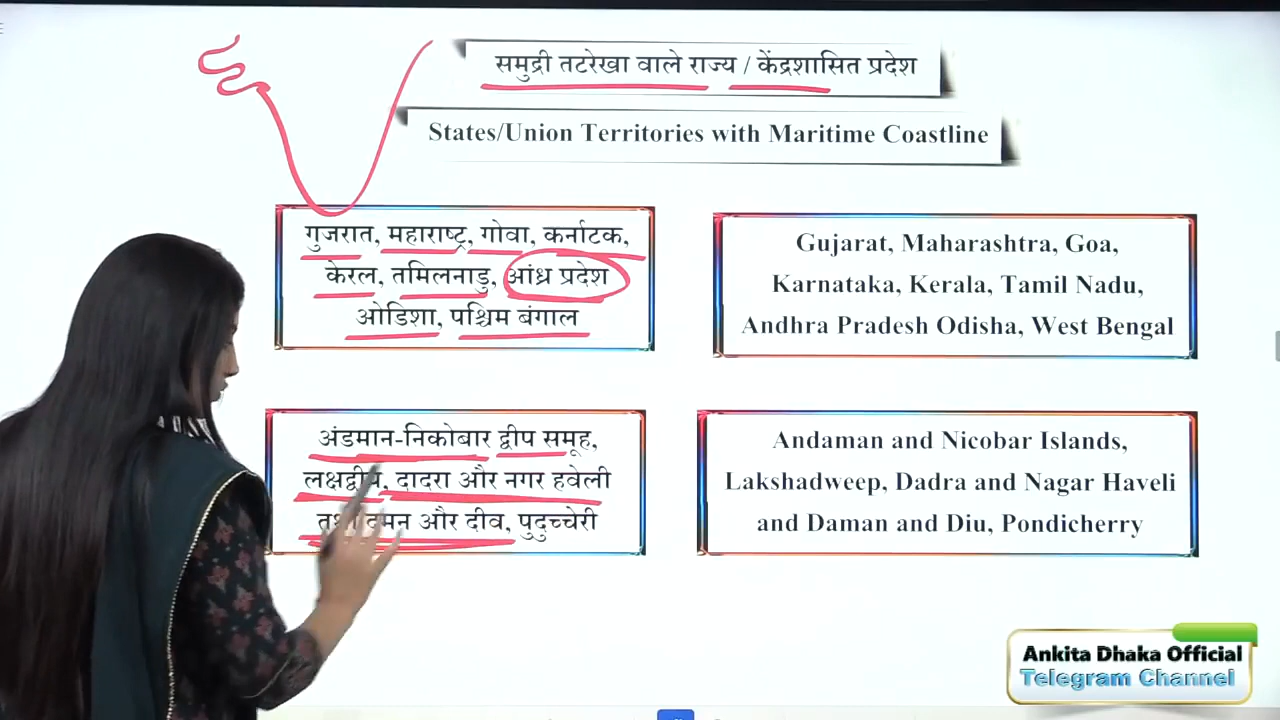 समुद्री तटरेखा वाले राज्य / केंद्रशासित प्रदेश
States/Union Territories with Maritime Coastline
गुजरात, महाराष्ट्र, गोवा, कर्नाटक,
केरल, तमिलनाडु, आंध्र प्रदेश
ओडिशा, पश्चिम बंगाल
Gujarat, Maharashtra, Goa,
Karnataka, Kerala, Tamil Nadu,
Andhra Pradesh Odisha, West Bengal
अंडमान-निकोबार द्वीप समूह,
लक्षद्वीप, दादरा और नगर हवेली
और दीव, पुदुच्चेरी
Andaman and Nicobar Islands,
Lakshadweep, Dadra and Nagar Haveli
and Daman and Diu, Pondicherry
Ankita Dhaka Official
Telegram Channel